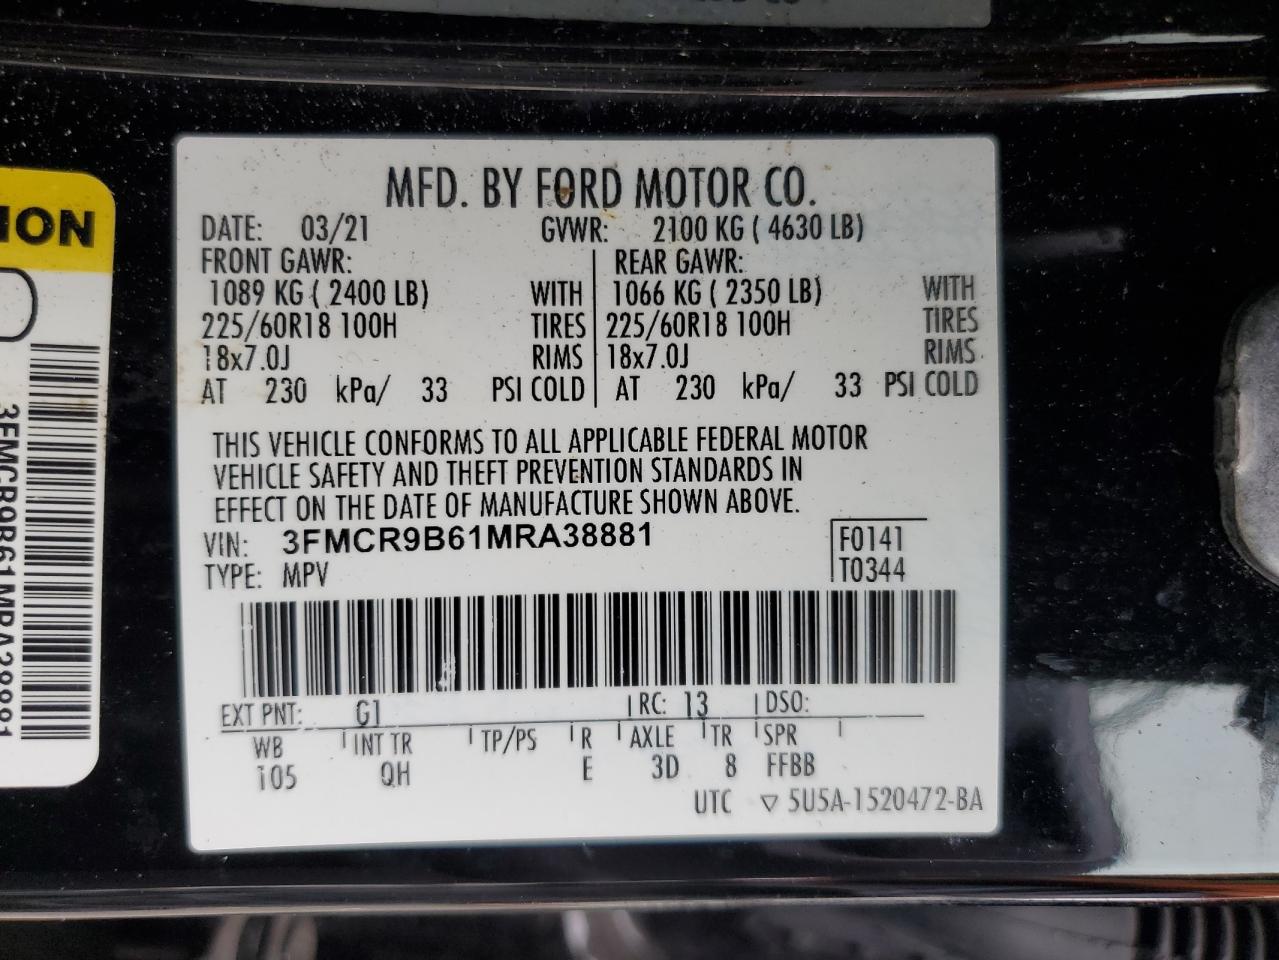 MFD. BY FORD MOTOR CO.
DATE: 03/21 GVWR: 2100 KG ( 4630 LB)
FRONT GAWR: REAR GAWR:
1089 KG ( 2400 LB) WITH 1066 KG ( 2350 LB) WITH
225/60R18 100H TIRES 225/60R18 100H TIRES
18x7.0J RIMS 18x7.0J RIMS
AT 230 kPa/ 33 PSI COLD AT 230 kPa/ 33 PSI COLD
THIS VEHICLE CONFORMS TO ALL APPLICABLE FEDERAL MOTOR
VEHICLE SAFETY AND THEFT PREVENTION STANDARDS IN
EFFECT ON THE DATE OF MANUFACTURE SHOWN ABOVE.
VIN: 3FMCR9B61MRA38881 F0141
TYPE: MPV T0344
EXT PNT: G1 RC: 13 DSO:
WB INT TR TP/PS R AXLE TR SPR
105 QH E 3D 8 FFBB
UTC ▽ 5U5A-1520472-BA
ION
3FMCR9B61MRA38881